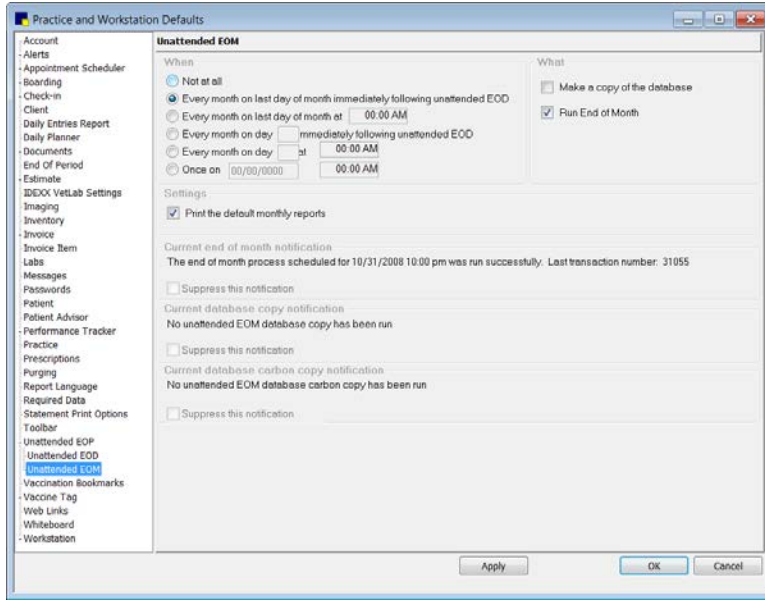 Practice and Workstation Defaults
Account
Alerts
Appointment Scheduler
Boarding
Check-in
Client
Daily Entries Report
Daily Planner
Documents
End Of Period
Estimate
IDEXX VetLab Settings
Imaging
Inventory
Invoice
Invoice Item
Labs
Messages
Passwords
Patient
Patient Advisor
Performance Tracker
Practice
Prescriptions
Purging
Report Language
Required Data
Statement Print Options
Toolbar
Unattended EOP
Unattended EOD
Unattended EOM
Vaccination Bookmarks
Vaccine Tag
Web Links
Whiteboard
Workstation
Unattended EOM
When
Not at all
Every month on last day of month immediately following unattended EOD
Every month on last day of month at 00:00 AM
Every month on day mmediately following unattended EOD
Every month on day at 00:00 AM
Once on 00/00/0000 00:00 AM
What
Make a copy of the database
Run End of Month
Settings
Print the default monthly reports
Current end of month notification
The end of month process scheduled for 10/31/2008 10:00 pm was run successfully. Last transaction number: 31055
Suppress this notification
Current database copy notification
No unattended EOM database copy has been run
Suppress this notification
Current database carbon copy notification
No unattended EOM database carbon copy has been run
Suppress this notification
Apply
OK
Cancel